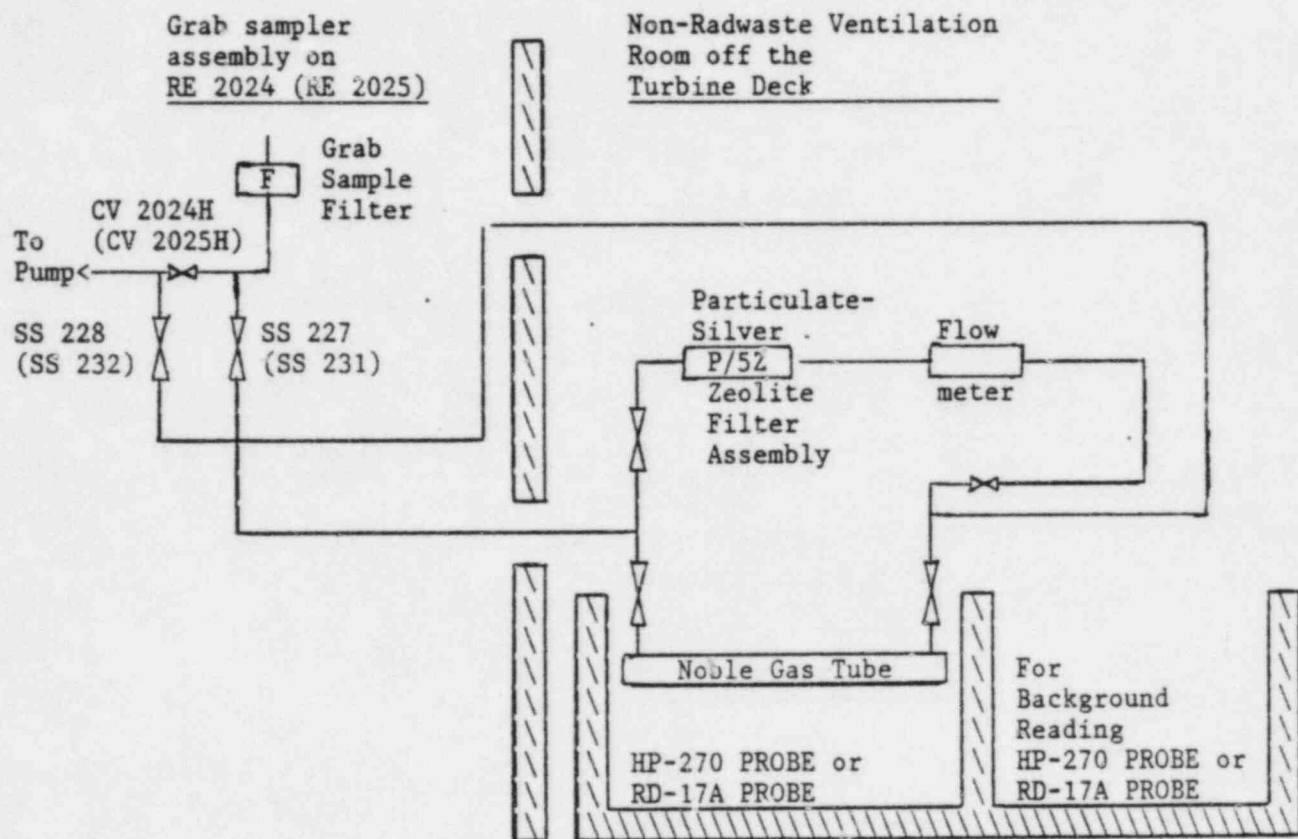 Grab sampler
assembly on
RE 2024 (RE 2025)
Non-Radwaste Ventilation
Room off the
Turbine Deck
F
Grab
Sample
Filter
CV 2024H
(CV 2025H)
To
Pump
SS 228
(SS 232)
SS 227
(SS 231)
Particulate-
Silver
P/5Z
Zeolite
Filter
Assembly
Flow
meter
Noble Gas Tube
HP-270 PROBE or
RD-17A PROBE
For
Background
Reading
HP-270 PROBE or
RD-17A PROBE